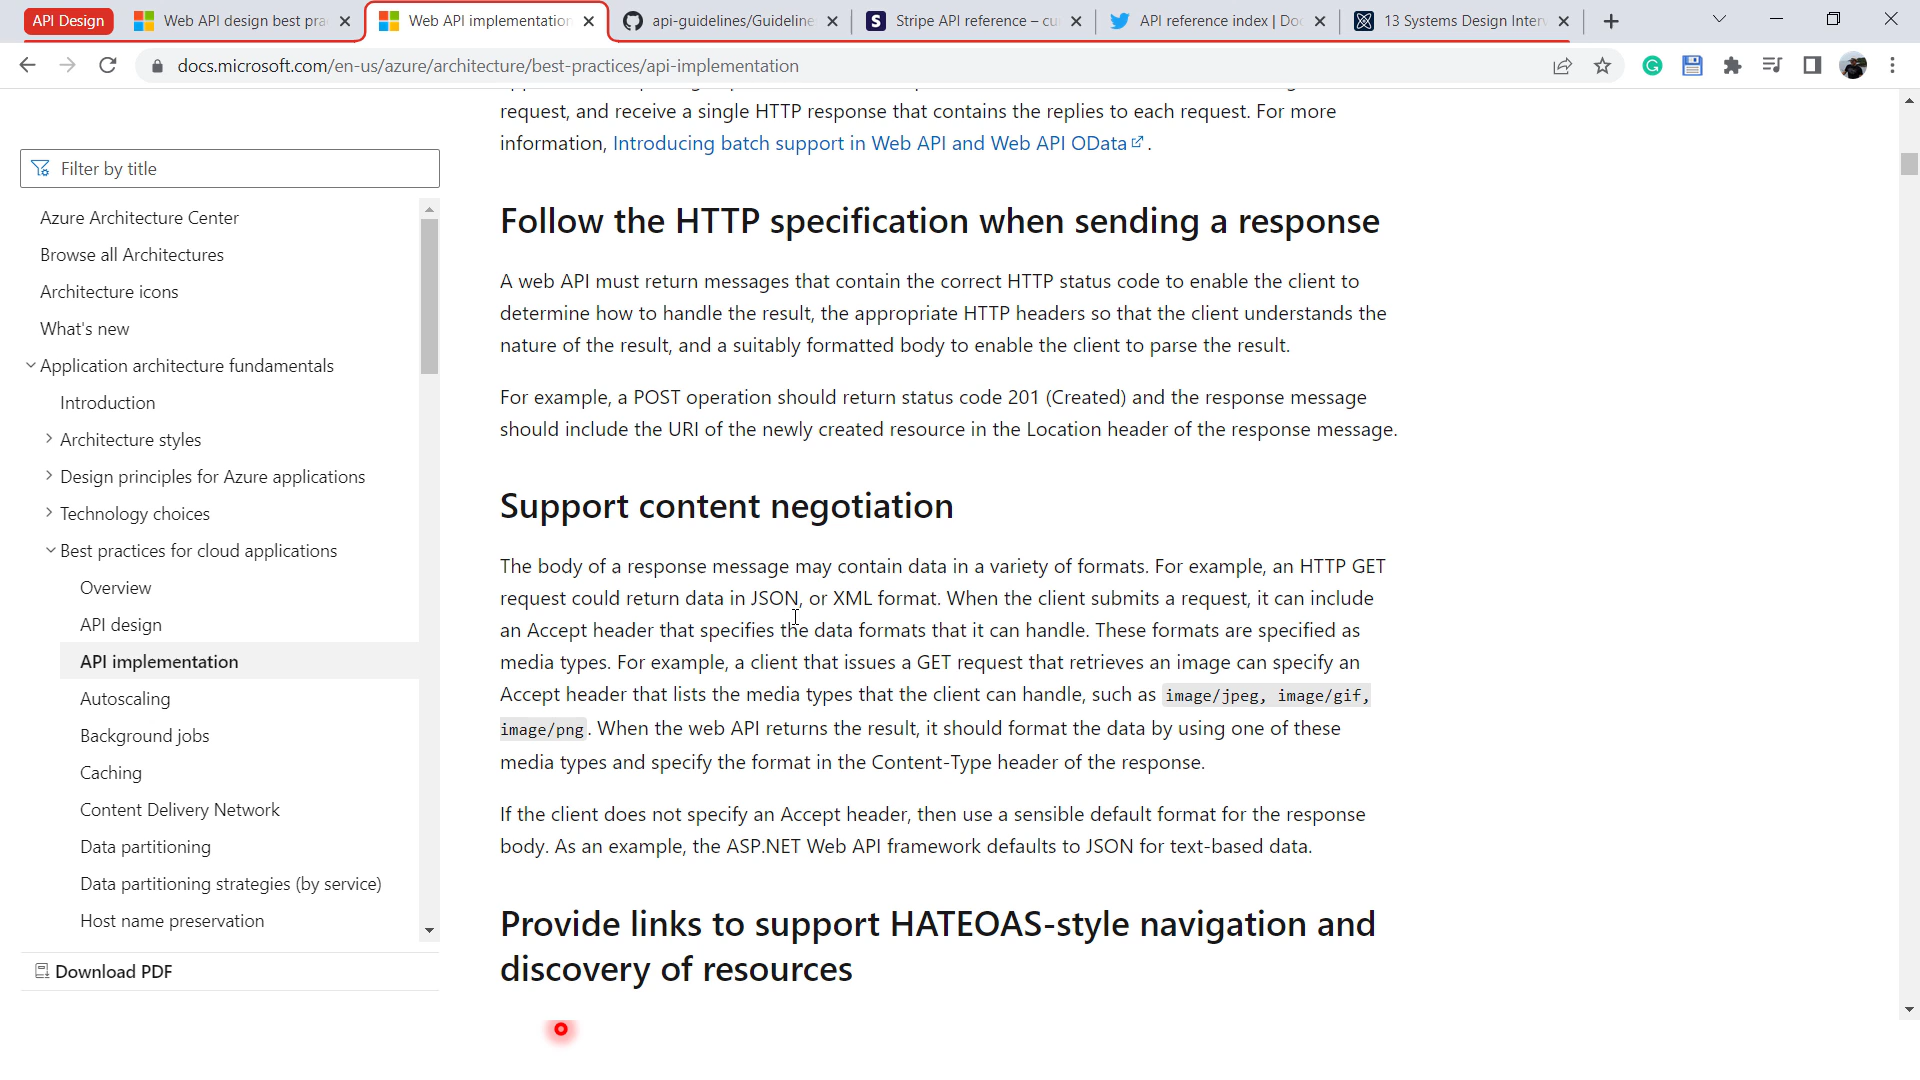 API Design
Web API design best pra
Web API implementation
api-guidelines/Guideline
Stripe API reference – cu
API reference index | Doc
13 Systems Design Inter
docs.microsoft.com/en-us/azure/architecture/best-practices/api-implementation
Filter by title
Azure Architecture Center
Browse all Architectures
Architecture icons
What's new
Application architecture fundamentals
Introduction
Architecture styles
Design principles for Azure applications
Technology choices
Best practices for cloud applications
Overview
API design
API implementation
Autoscaling
Background jobs
Caching
Content Delivery Network
Data partitioning
Data partitioning strategies (by service)
Host name preservation
Download PDF
request, and receive a single HTTP response that contains the replies to each request. For more
information, Introducing batch support in Web API and Web API OData.
Follow the HTTP specification when sending a response
A web API must return messages that contain the correct HTTP status code to enable the client to
determine how to handle the result, the appropriate HTTP headers so that the client understands the
nature of the result, and a suitably formatted body to enable the client to parse the result.
For example, a POST operation should return status code 201 (Created) and the response message
should include the URI of the newly created resource in the Location header of the response message.
Support content negotiation
The body of a response message may contain data in a variety of formats. For example, an HTTP GET
request could return data in JSON, or XML format. When the client submits a request, it can include
an Accept header that specifies the data formats that it can handle. These formats are specified as
media types. For example, a client that issues a GET request that retrieves an image can specify an
Accept header that lists the media types that the client can handle, such as image/jpeg, image/gif,
image/png. When the web API returns the result, it should format the data by using one of these
media types and specify the format in the Content-Type header of the response.
If the client does not specify an Accept header, then use a sensible default format for the response
body. As an example, the ASP.NET Web API framework defaults to JSON for text-based data.
Provide links to support HATEOAS-style navigation and
discovery of resources